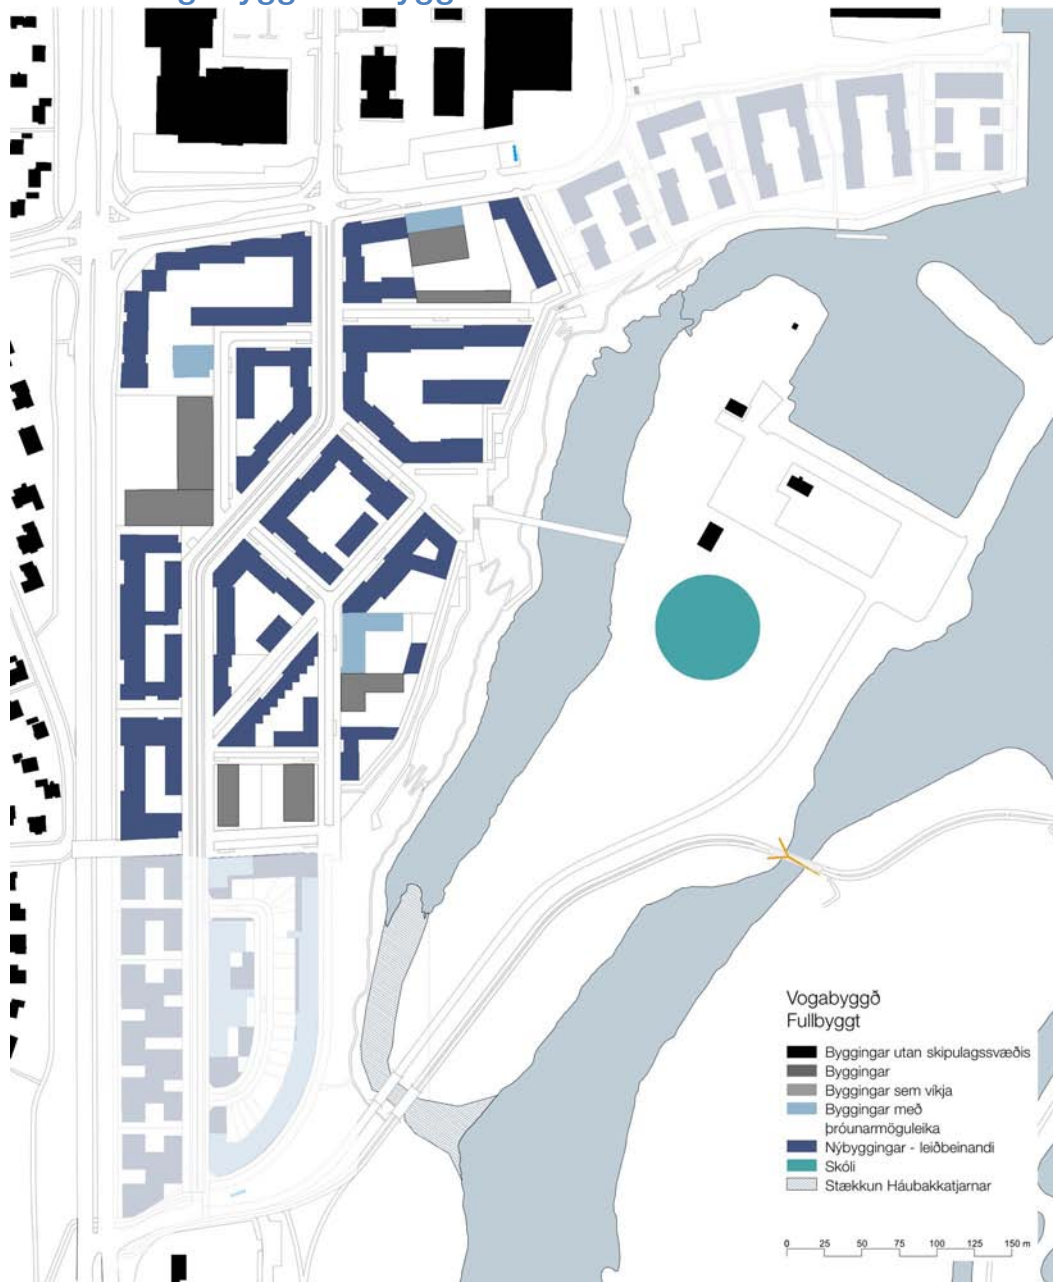 Vogabyggð
Fullbyggt
Byggingar utan skipulagssvæðis
Byggingar
Byggingar sem víkja
Byggingar með
þróunarmöguleika
Nýbyggingar - leiðbeinandi
Skóli
Stækkun Háubakkatjarnar
0 25 50 75 100 125 150 m